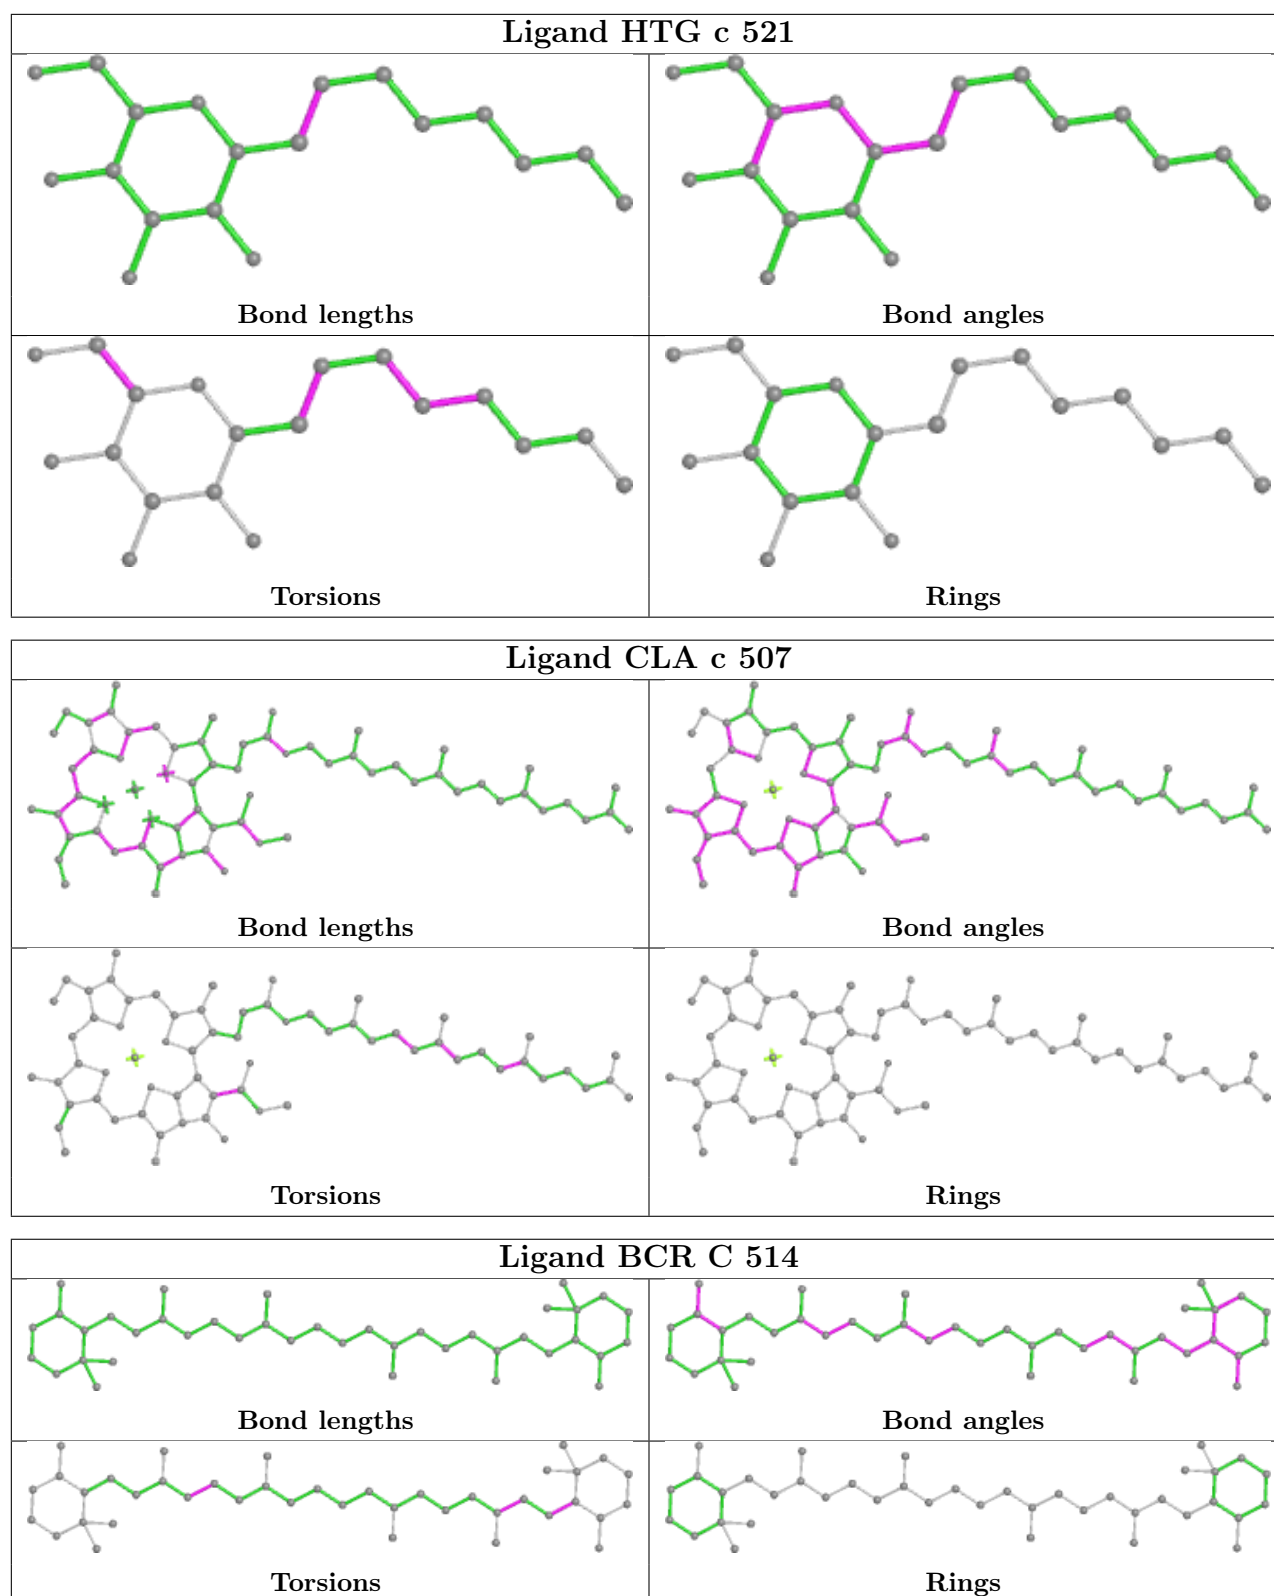 Ligand HTG c 521
Bond lengths
Bond angles
Torsions
Rings
Ligand CLA c 507
Bond lengths
Bond angles
Torsions
Rings
Ligand BCR C 514
Bond lengths
Bond angles
Torsions
Rings